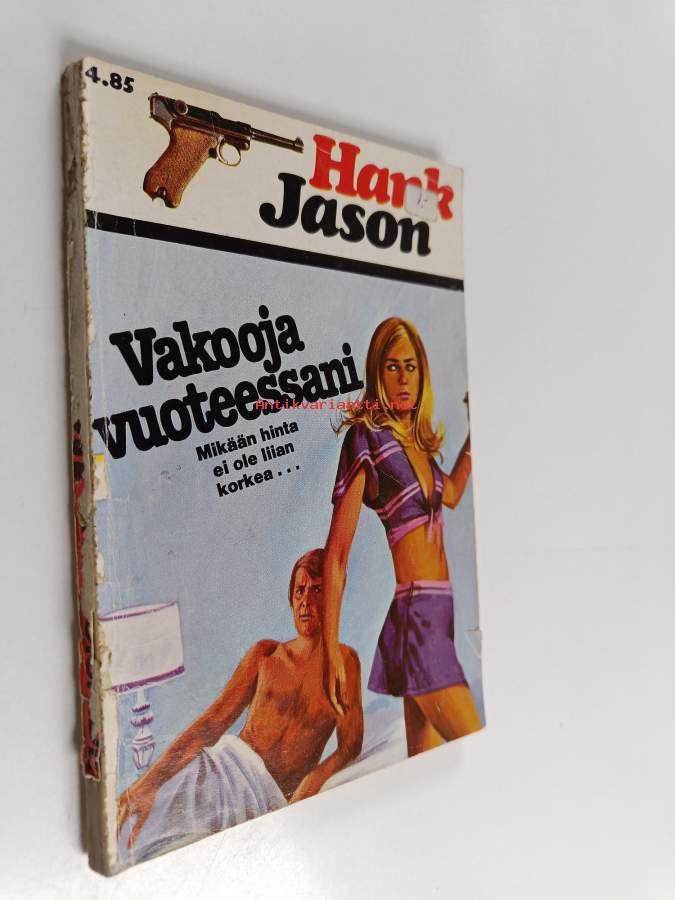 4.85
Hank
Jason
Vakooja
vuoteessani
Antikvariaatti.net
Mikään hinta
ei ole liian
korkea...